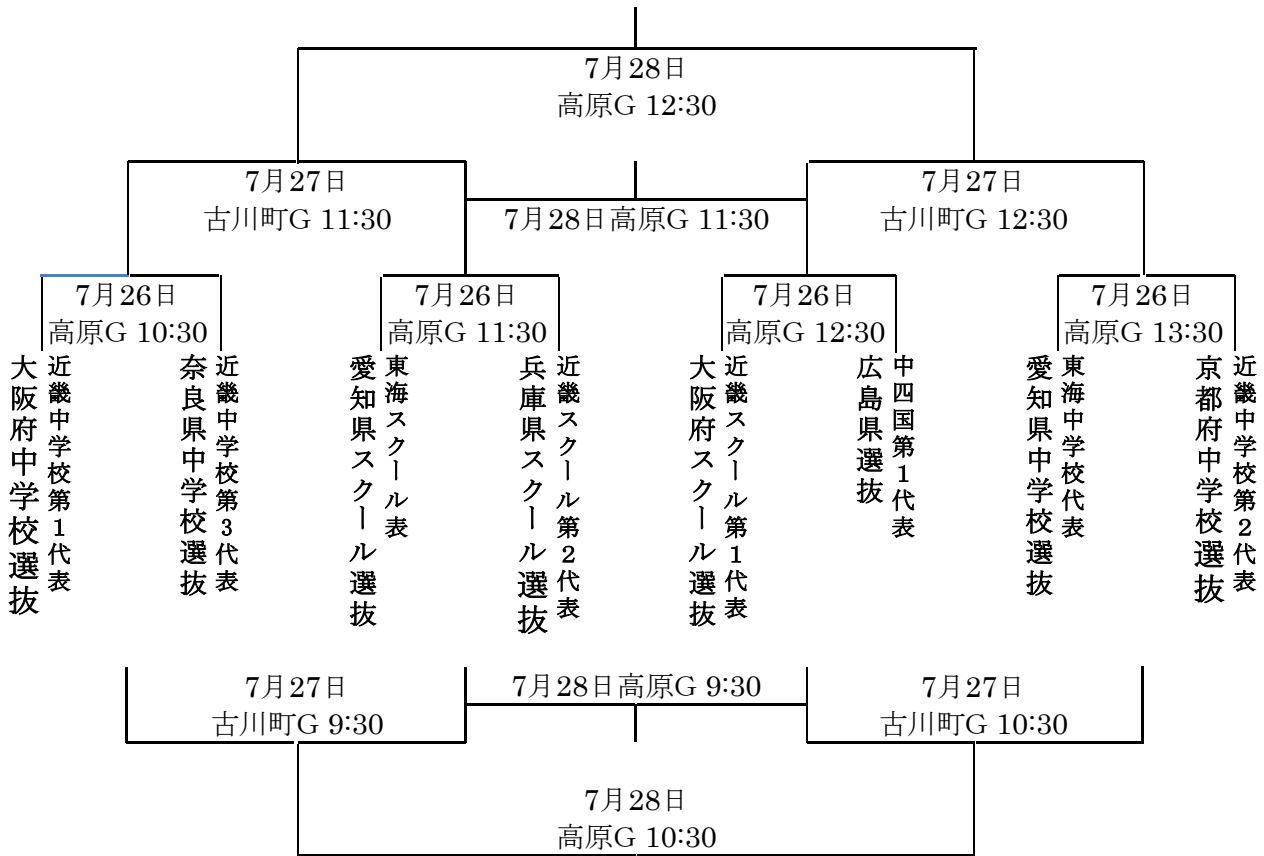 7月28日
高原G 12:30
7月27日
古川町G 11:30
7月28日高原G 11:30
7月27日
古川町G 12:30
7月26日
高原G 10:30
7月26日
高原G 11:30
7月26日
高原G 12:30
7月26日
高原G 13:30
近畿中学校第1代表
大阪府中学校選抜
近畿中学校第3代表
奈良県中学校選抜
東海スクール表
愛知県スクール選抜
近畿スクール第2代表
兵庫県スクール選抜
近畿スクール第1代表
大阪府スクール選抜
中四国第1代表
広島県選抜
東海中学校代表
愛知県中学校選抜
近畿中学校第2代表
京都府中学校選抜
7月27日
古川町G 9:30
7月28日高原G 9:30
7月27日
古川町G 10:30
7月28日
高原G 10:30